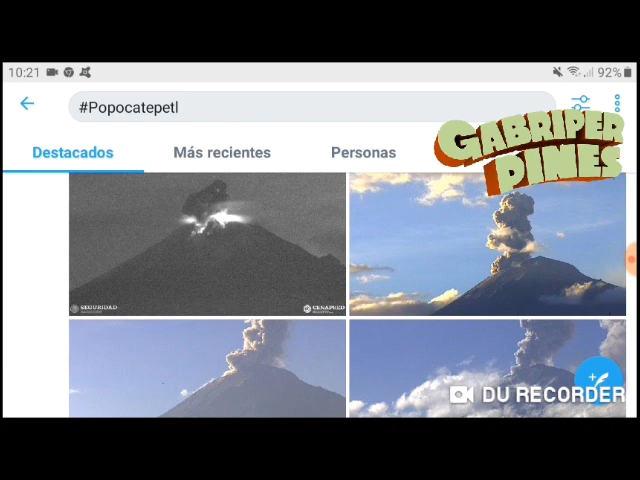 10:21 92%
#Popocatepetl
Destacados Más recientes Personas
GABRIPER
PINES
SEGURIDAD CENAPRED
DU RECORDER